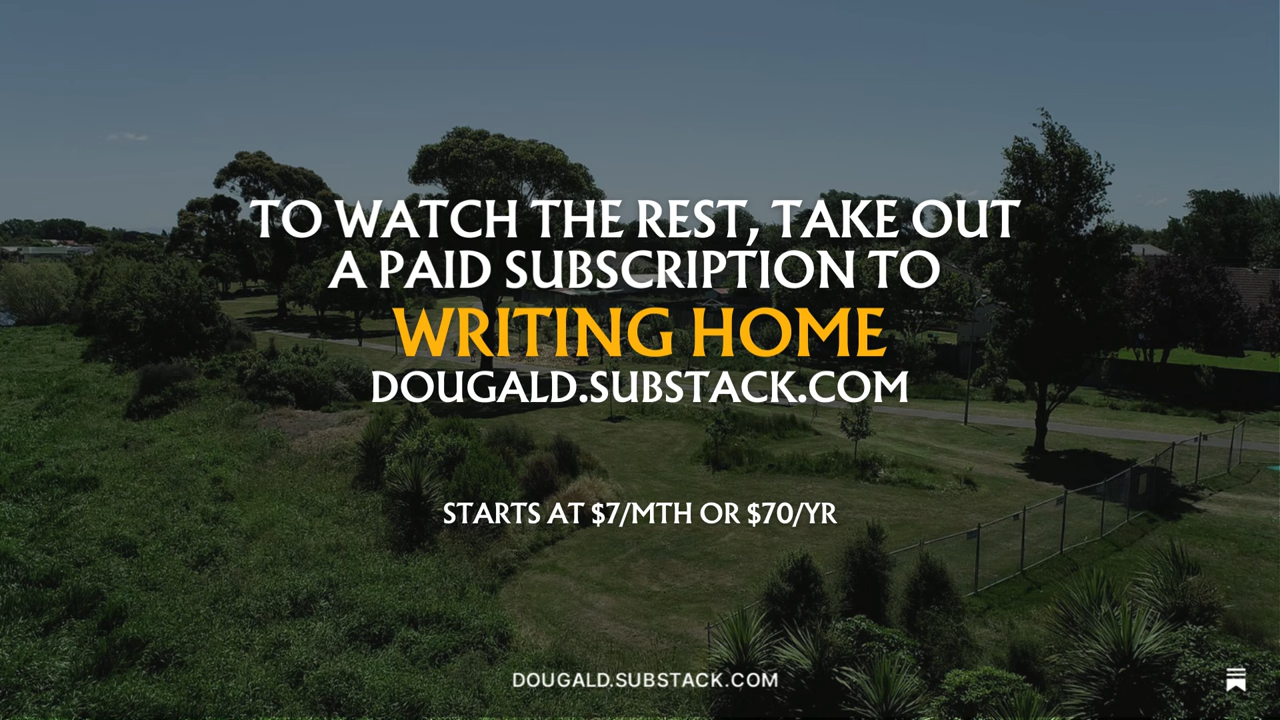 TO WATCH THE REST, TAKE OUT
A PAID SUBSCRIPTION TO
WRITING HOME
DOUGALD.SUBSTACK.COM
STARTS AT $7/MTH OR $70/YR
DOUGALD.SUBSTACK.COM